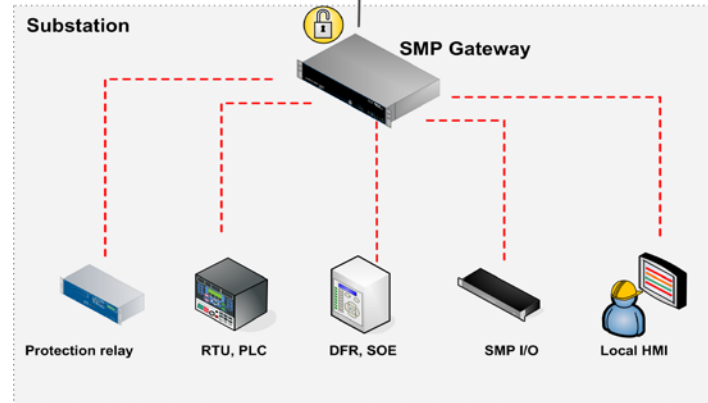 Substation
SMP Gateway
Protection relay
RTU, PLC
DFR, SOE
SMP I/O
Local HMI